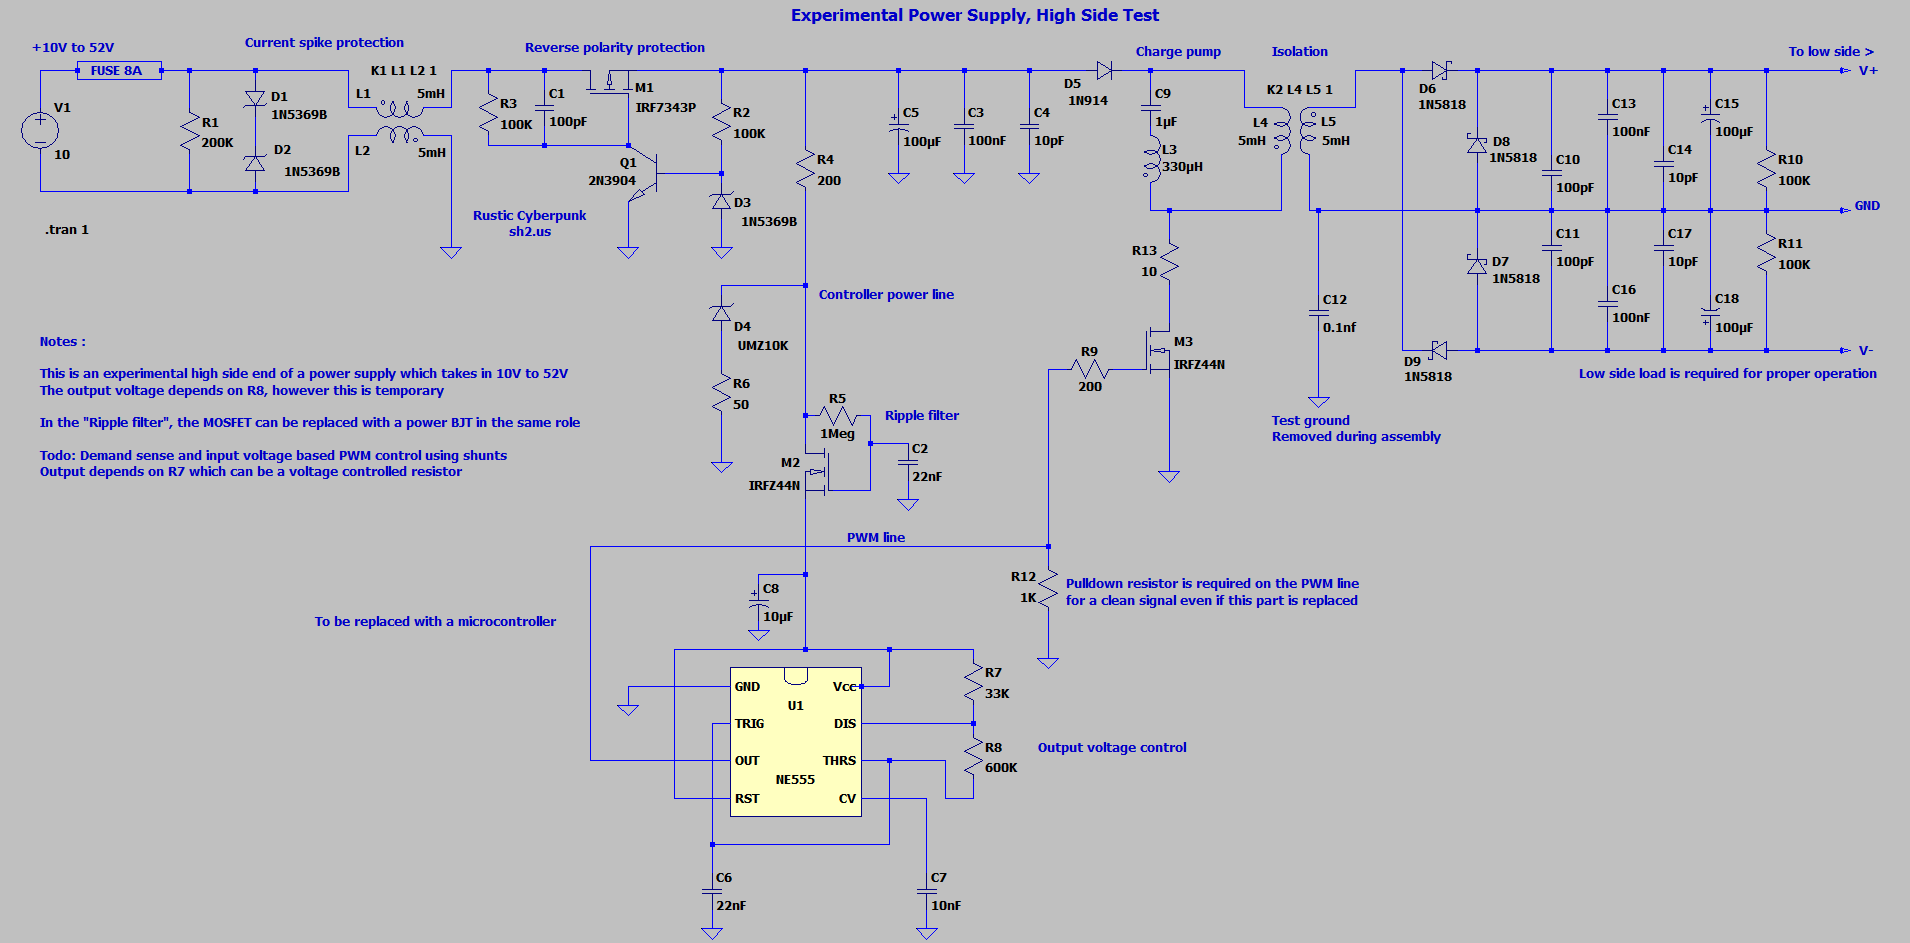 Experimental Power Supply, High Side Test
+10V to 52V
Current spike protection
Reverse polarity protection
Charge pump
Isolation
To low side >
FUSE 8A
K1 L1 L2 1
V+
V1
10
R1
200K
D1
1N5369B
D2
1N5369B
L1
5mH
L2
5mH
R3
100K
C1
100pF
M1
IRF7343P
R2
100K
Q1
2N3904
D3
1N5369B
R4
200
C5
100µF
C3
100nF
C4
10pF
D5
1N914
C9
1µF
L3
330µH
K2 L4 L5 1
L4
5mH
L5
5mH
D6
1N5818
D8
1N5818
C10
100pF
C13
100nF
C14
10pF
C15
100µF
R10
100K
GND
.tran 1
Rustic Cyberpunk
sh2.us
R13
10
D7
1N5818
C11
100pF
C16
100nF
C17
10pF
C18
100µF
R11
100K
C12
0.1nf
D9
1N5818
V-
Low side load is required for proper operation
Controller power line
D4
UMZ10K
R6
50
R5
1Meg
Ripple filter
C2
22nF
M2
IRFZ44N
R9
200
M3
IRFZ44N
Test ground
Removed during assembly
Notes :
This is an experimental high side end of a power supply which takes in 10V to 52V
The output voltage depends on R8, however this is temporary
In the "Ripple filter", the MOSFET can be replaced with a power BJT in the same role
Todo: Demand sense and input voltage based PWM control using shunts
Output depends on R7 which can be a voltage controlled resistor
PWM line
R12
1K
Pulldown resistor is required on the PWM line
for a clean signal even if this part is replaced
C8
10µF
To be replaced with a microcontroller
GND
Vcc
U1
TRIG
DIS
OUT
THRS
NE555
RST
CV
R7
33K
R8
600K
Output voltage control
C6
22nF
C7
10nF